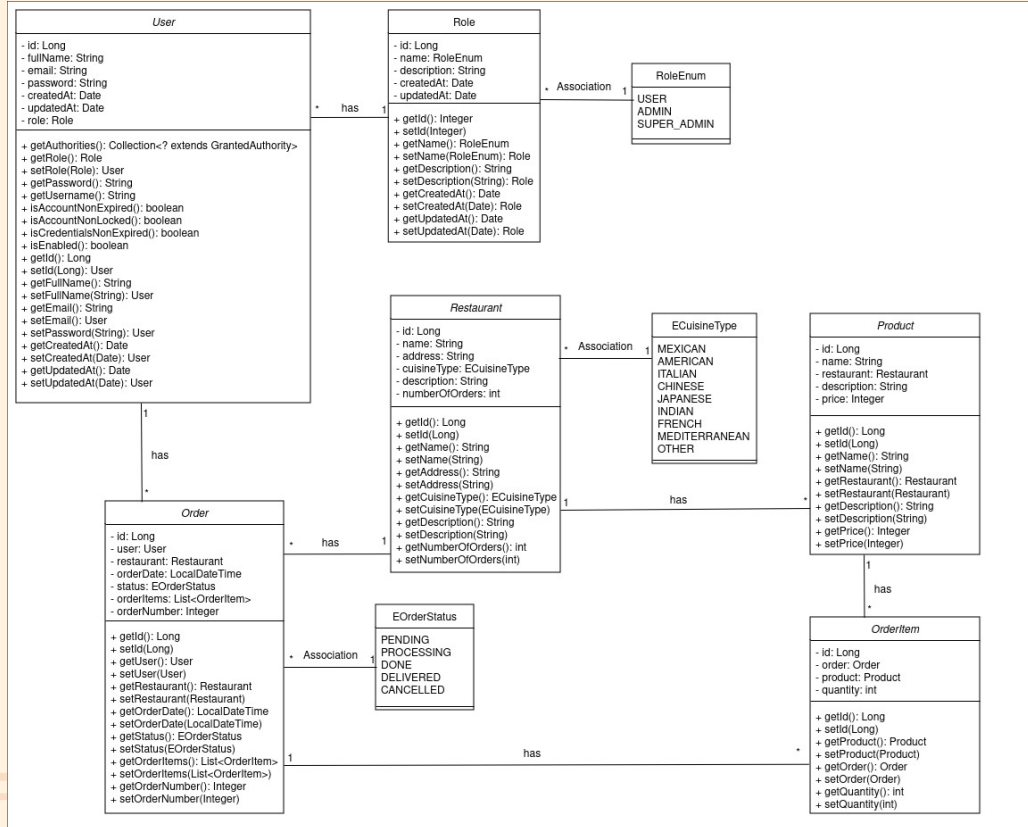 User
- id: Long
- fullName: String
- email: String
- password: String
- createdAt: Date
- updatedAt: Date
- role: Role
+ getAuthorities(): Collection<? extends GrantedAuthority>
+ getRole(): Role
+ setRole(Role): User
+ getPassword(): String
+ getUsername(): String
+ isAccountNonExpired(): boolean
+ isAccountNonLocked(): boolean
+ isCredentialsNonExpired(): boolean
+ isEnabled(): boolean
+ getId(): Long
+ setId(Long): User
+ getFullName(): String
+ setFullName(String): User
+ getEmail(): String
+ setEmail(): User
+ setPassword(String): User
+ getCreatedAt(): Date
+ setCreatedAt(Date): User
+ getUpdatedAt(): Date
+ setUpdatedAt(Date): User
* has 1
Role
- id: Long
- name: RoleEnum
- description: String
- createdAt: Date
- updatedAt: Date
+ getId(): Integer
+ setId(Integer)
+ getName(): RoleEnum
+ setName(RoleEnum): Role
+ getDescription(): String
+ setDescription(String): Role
+ getCreatedAt(): Date
+ setCreatedAt(Date): Role
+ getUpdatedAt(): Date
+ setUpdatedAt(Date): Role
* Association 1
RoleEnum
USER
ADMIN
SUPER_ADMIN
Restaurant
- id: Long
- name: String
- address: String
- cuisineType: ECuisineType
- description: String
- numberOfOrders: int
+ getId(): Long
+ setId(Long)
+ getName(): String
+ setName(String)
+ getAddress(): String
+ setAddress(String)
+ getCuisineType(): ECuisineType
+ setCuisineType(ECuisineType)
+ getDescription(): String
+ setDescription(String)
+ getNumberOfOrders(): int
+ setNumberOfOrders(int)
* Association 1
ECuisineType
MEXICAN
AMERICAN
ITALIAN
CHINESE
JAPANESE
INDIAN
FRENCH
MEDITERRANEAN
OTHER
1 has *
Product
- id: Long
- name: String
- restaurant: Restaurant
- description: String
- price: Integer
+ getId(): Long
+ setId(Long)
+ getName(): String
+ setName(String)
+ getRestaurant(): Restaurant
+ setRestaurant(Restaurant)
+ getDescription(): String
+ setDescription(String)
+ getPrice(): Integer
+ setPrice(Integer)
1
has
*
1
has
*
Order
- id: Long
- user: User
- restaurant: Restaurant
- orderDate: LocalDateTime
- status: EOrderStatus
- orderItems: List<OrderItem>
- orderNumber: Integer
+ getId(): Long
+ setId(Long)
+ getUser(): User
+ setUser(User)
+ getRestaurant(): Restaurant
+ setRestaurant(Restaurant)
+ getOrderDate(): LocalDateTime
+ setOrderDate(LocalDateTime)
+ getStatus(): EOrderStatus
+ setStatus(EOrderStatus)
+ getOrderItems(): List<OrderItem>
+ setOrderItems(List<OrderItem>)
+ getOrderNumber(): Integer
+ setOrderNumber(Integer)
* has 1
* Association 1
EOrderStatus
PENDING
PROCESSING
DONE
DELIVERED
CANCELLED
1 has *
OrderItem
- id: Long
- order: Order
- product: Product
- quantity: int
+ getId(): Long
+ setId(Long)
+ getProduct(): Product
+ setProduct(Product)
+ getOrder(): Order
+ setOrder(Order)
+ getQuantity(): int
+ setQuantity(int)